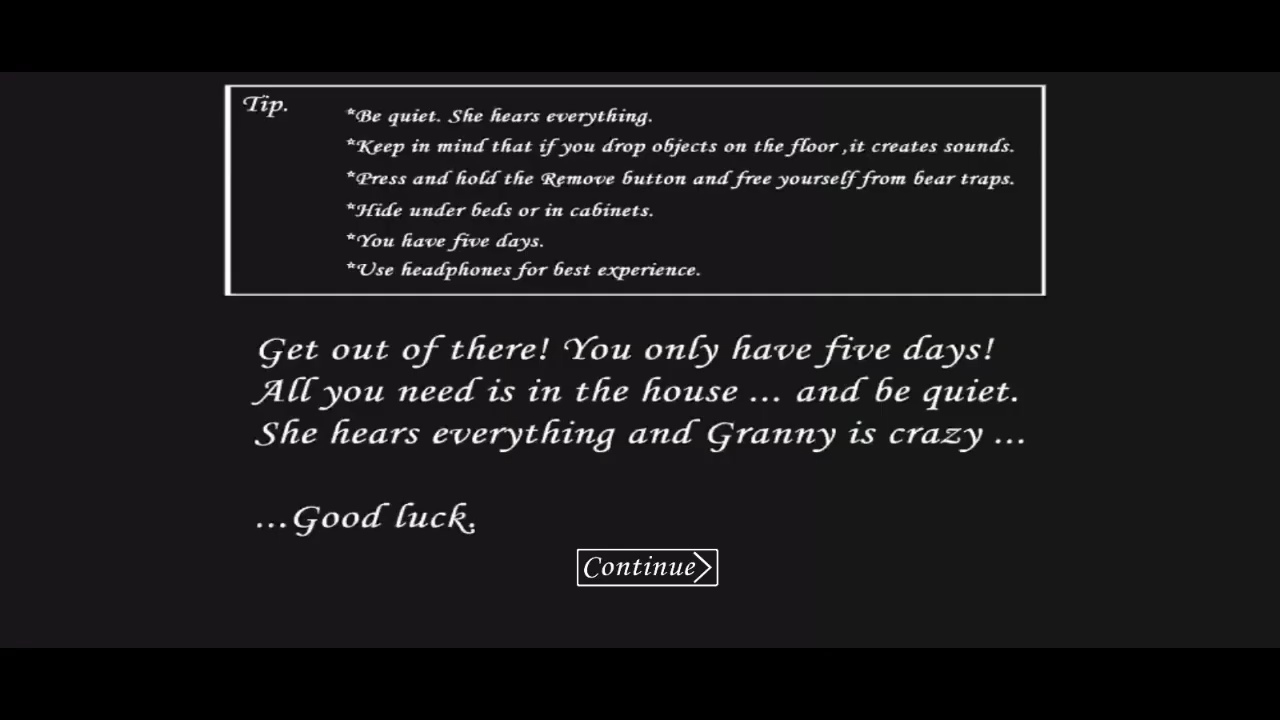 Tip.
*Be quiet. She hears everything.
*Keep in mind that if you drop objects on the floor ,it creates sounds.
*Press and hold the Remove button and free yourself from bear traps.
*Hide under beds or in cabinets.
*You have five days.
*Use headphones for best experience.
Get out of there! You only have five days!
All you need is in the house ... and be quiet.
She hears everything and Granny is crazy ...
...Good luck.
Continue>